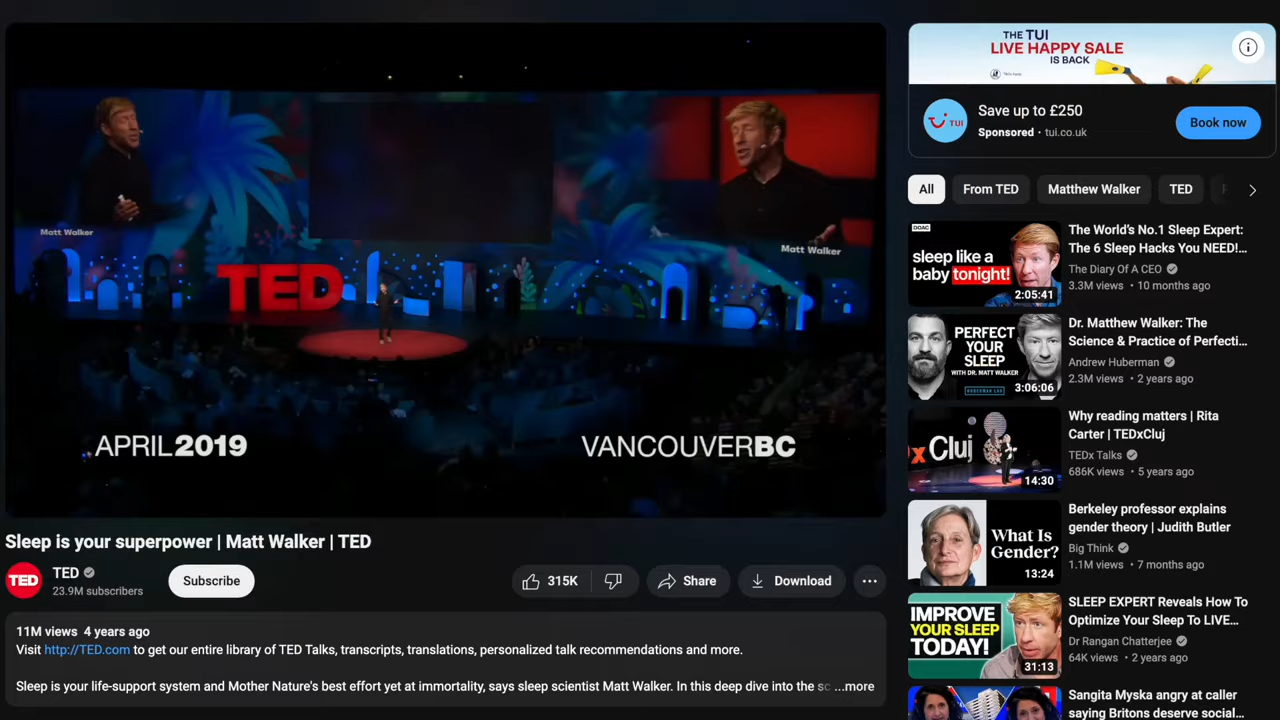 Matt Walker
Matt Walker
TED
APRIL 2019
VANCOUVER BC
Sleep is your superpower | Matt Walker | TED
TED
TED
23.9M subscribers
Subscribe
315K
Share
Download
11M views 4 years ago
Visit http://TED.com to get our entire library of TED Talks, transcripts, translations, personalized talk recommendations and more.
Sleep is your life-support system and Mother Nature's best effort yet at immortality, says sleep scientist Matt Walker. In this deep dive into the sc ...more
THE TUI
LIVE HAPPY SALE
IS BACK
TUI
Save up to £250
Sponsored · tui.co.uk
Book now
All
From TED
Matthew Walker
TED
DOAC
sleep like a
baby tonight!
2:05:41
The World's No.1 Sleep Expert:
The 6 Sleep Hacks You NEED!...
The Diary Of A CEO
3.3M views • 10 months ago
PERFECT
YOUR
SLEEP
WITH DR. MATT WALKER
HUBERMAN LAB
3:06:06
Dr. Matthew Walker: The
Science & Practice of Perfecti...
Andrew Huberman
2.3M views • 2 years ago
x Cluj
14:30
Why reading matters | Rita
Carter | TEDxCluj
TEDx Talks
686K views • 5 years ago
What Is
Gender?
13:24
Berkeley professor explains
gender theory | Judith Butler
Big Think
1.1M views • 7 months ago
IMPROVE
YOUR SLEEP
TODAY!
31:13
SLEEP EXPERT Reveals How To
Optimize Your Sleep To LIVE...
Dr Rangan Chatterjee
64K views • 2 years ago
Sangita Myska angry at caller
saying Britons deserve social...